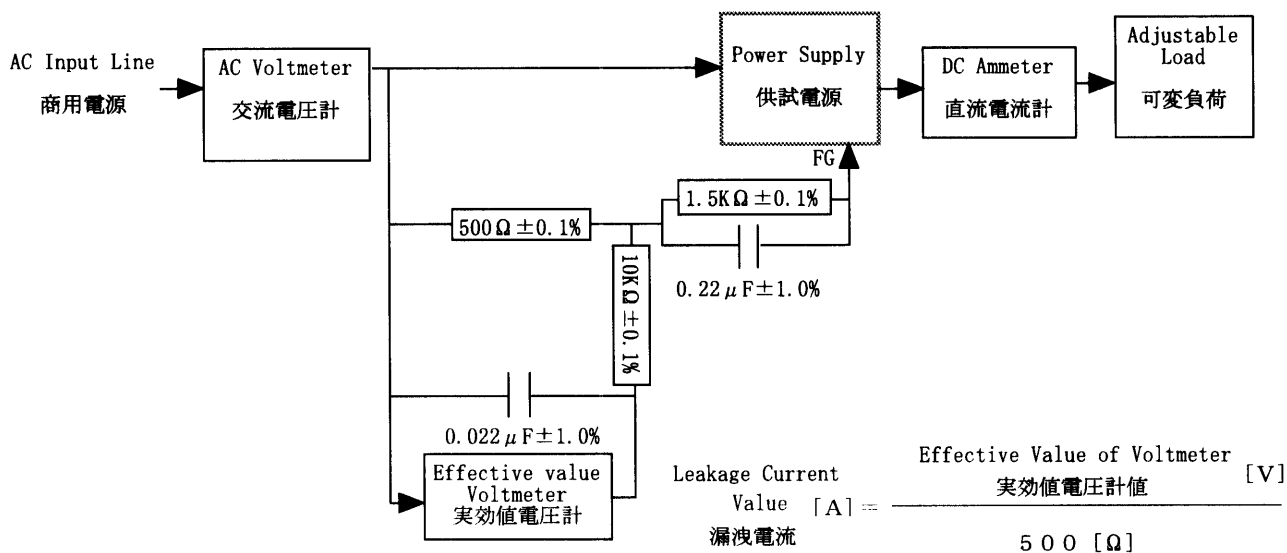 AC Input Line
商用電源
AC Voltmeter
交流電圧計
Power Supply
供試電源
DC Ammeter
直流電流計
Adjustable
Load
可変負荷
FG
1.5KΩ±0.1%
500Ω±0.1%
0.22μF±1.0%
10KΩ±0.1%
0.022μF±1.0%
Effective value
Voltmeter
実効値電圧計
Leakage Current
Value [A]=
漏洩電流
Effective Value of Voltmeter
実効値電圧計値 [V]
500 [Ω]